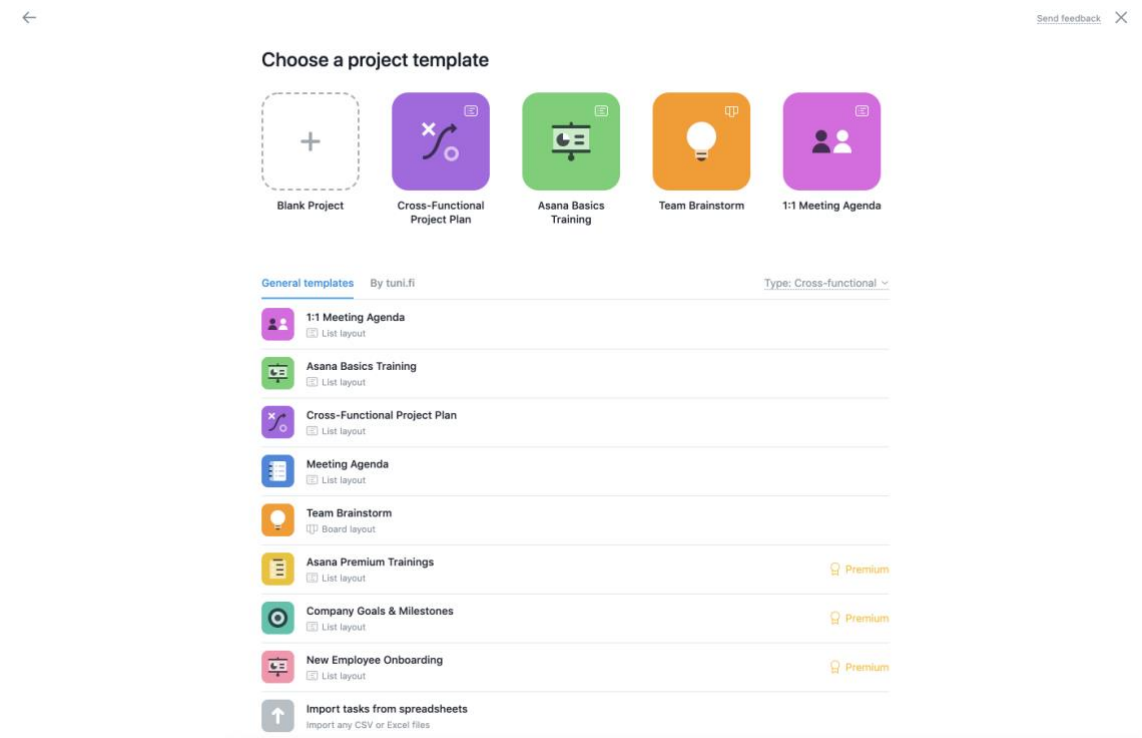 Send feedback
Choose a project template
Blank Project
Cross-Functional
Project Plan
Asana Basics
Training
Team Brainstorm
1:1 Meeting Agenda
General templates
By tuni.fi
Type: Cross-functional
1:1 Meeting Agenda
List layout
Asana Basics Training
List layout
Cross-Functional Project Plan
List layout
Meeting Agenda
List layout
Team Brainstorm
Board layout
Asana Premium Trainings
List layout
Premium
Company Goals & Milestones
List layout
Premium
New Employee Onboarding
List layout
Premium
Import tasks from spreadsheets
Import any CSV or Excel files